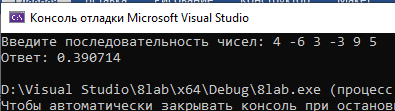 Консоль отладки Microsoft Visual Studio
Введите последовательность чисел: 4 -6 3 -3 9 5
Ответ: 0.390714
D:\Visual Studio\8lab\x64\Debug\8lab.exe (процесс
Чтобы автоматически закрывать консоль при останов